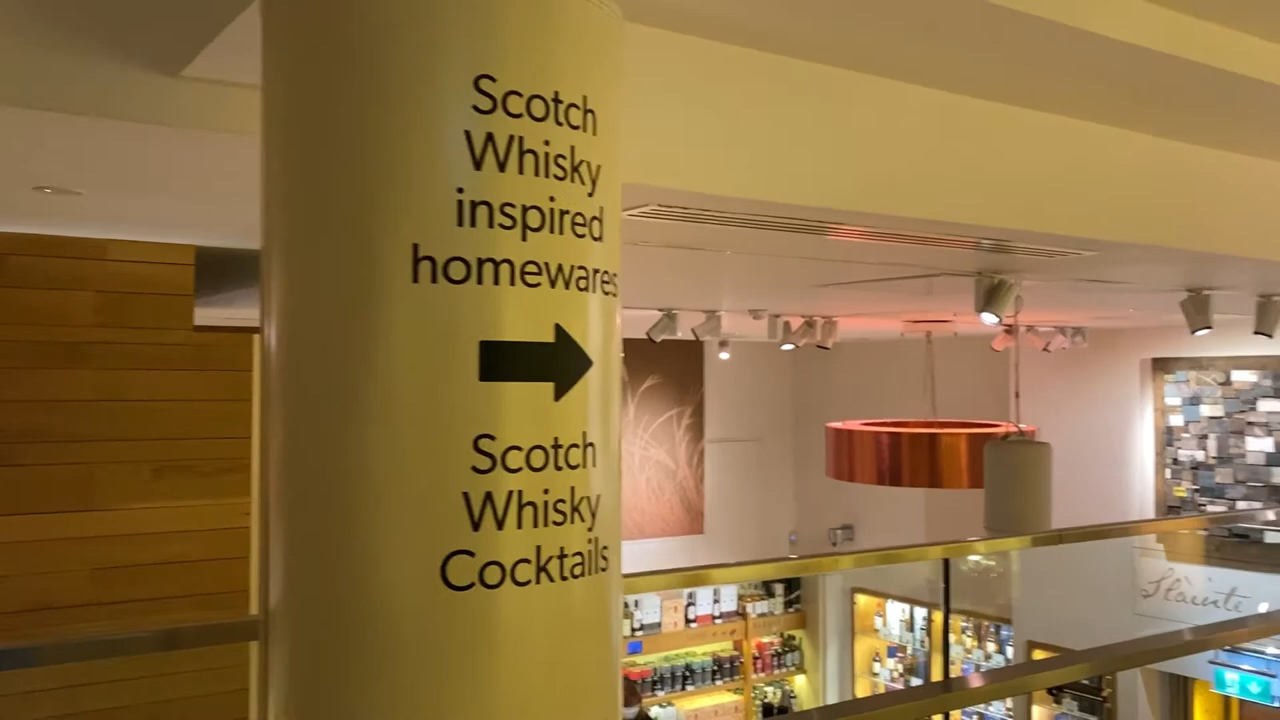 Scotch
Whisky
inspired
homewares
Scotch
Whisky
Cocktails
Slàinte